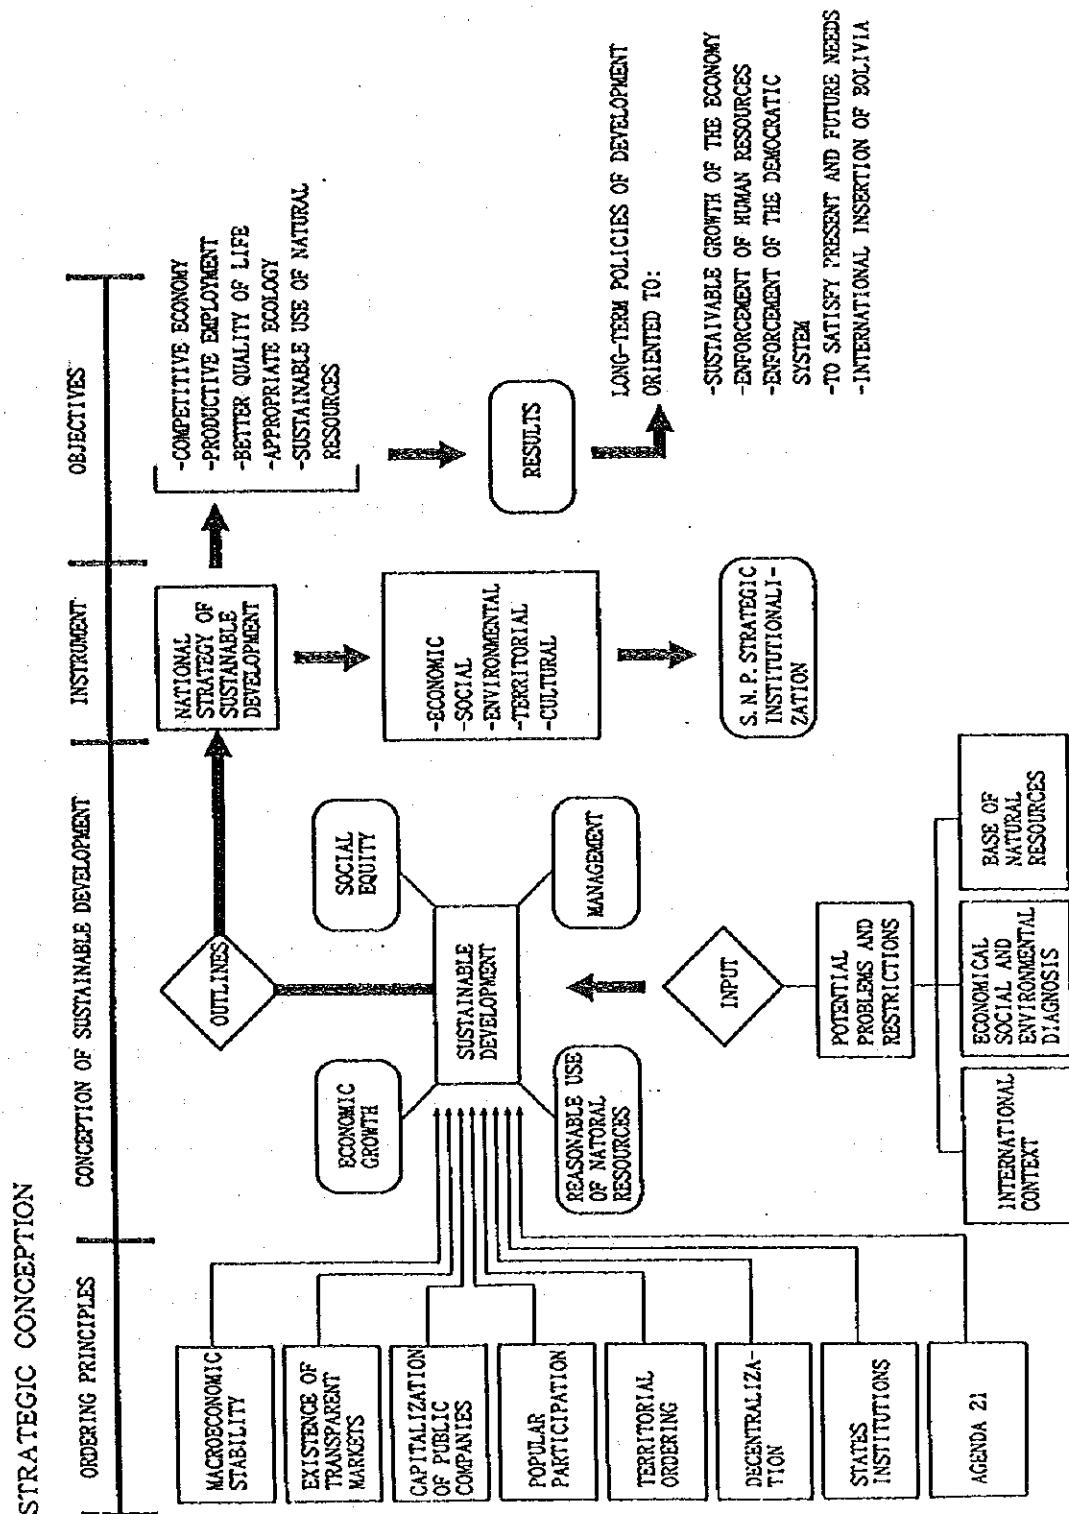 STRATEGIC CONCEPTION
ORDERING PRINCIPLES
CONCEPTION OF SUSTAINABLE DEVELOPMENT
INSTRUMENT
OBJECTIVES
MACROECONOMIC
STABILITY
EXISTENCE OF
TRANSPARENT
MARKETS
CAPITALIZATION
OF PUBLIC
COMPANIES
POPULAR
PARTICIPATION
TERRITORIAL
ORDERING
DECENTRALIZA-
TION
STATES
INSTITUTIONS
AGENDA 21
OUTLINES
ECONOMIC
GROWTH
SOCIAL
EQUITY
SUSTAINABLE
DEVELOPMENT
REASONABLE USE
OF NATORAL
RESOURCES
MANAGEMENT
INPUT
POTENTIAL
PROBLEMS AND
RESTRICTIONS
INTERNATIONAL
CONTEXT
ECONOMICAL
SOCIAL AND
ENVIRONMENTAL
DIAGNOSIS
BASE OF
NATURAL
RESOURCES
NATIONAL
STRATEGY OF
SUSTANABLE
DEVELOPMENT
-ECONOMIC
-SOCIAL
-ENVIRONMENTAL
-TERRITORIAL
-CULTURAL
S.N.P. STRATEGIC
INSTITUTIONALI-
ZATION
-COMPETITIVE ECONOMY
-PRODUCTIVE EMPLOYMENT
-BETTER QUALITY OF LIFE
-APPROPRIATE ECOLOGY
-SUSTAINABLE USE OF NATURAL
RESOURCES
RESULTS
LONG-TERM POLICIES OF DEVELOPMENT
ORIENTED TO:
-SUSTAIVABLE GROWTH OF THE ECONOMY
-ENFORCEMENT OF HUMAN RESOURCES
-ENFORCEMENT OF THE DEMOCRATIC
SYSTEM
-TO SATISFY PRESENT AND FUTURE NEEDS
-INTERNATIONAL INSERTION OF BOLIVIA